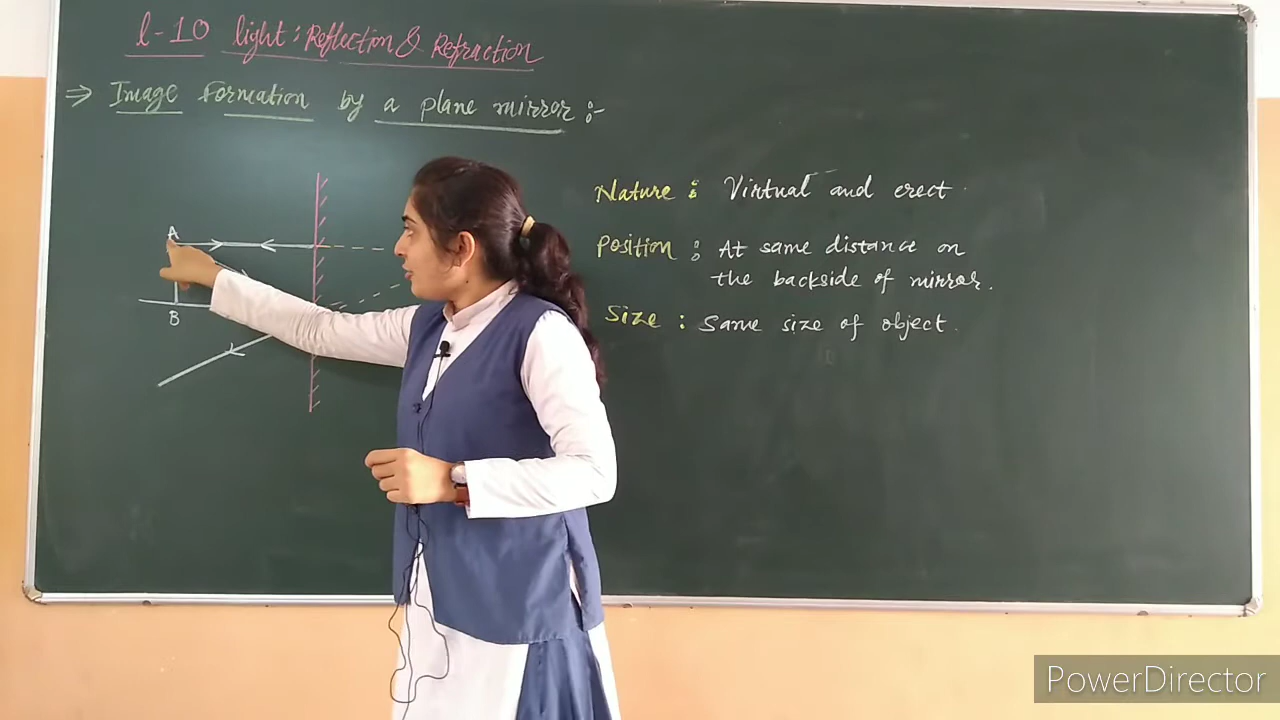 l-10 light: Reflection & Refraction
⇒ Image Formation by a plane mirror :-
A
B
Nature : Virtual and erect.
Position : At same distance on
the backside of mirror.
Size : Same size of object.
PowerDirector